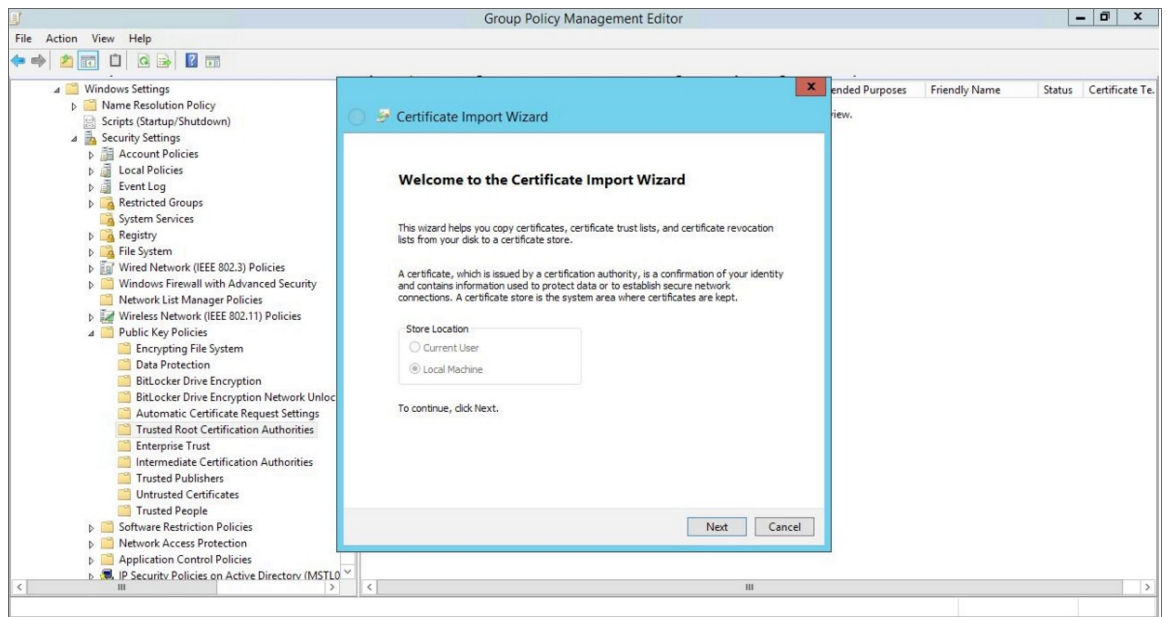 Group Policy Management Editor
File Action View Help
Windows Settings
Name Resolution Policy
Scripts (Startup/Shutdown)
Security Settings
Account Policies
Local Policies
Event Log
Restricted Groups
System Services
Registry
File System
Wired Network (IEEE 802.3) Policies
Windows Firewall with Advanced Security
Network List Manager Policies
Wireless Network (IEEE 802.11) Policies
Public Key Policies
Encrypting File System
Data Protection
BitLocker Drive Encryption
BitLocker Drive Encryption Network Unloc
Automatic Certificate Request Settings
Trusted Root Certification Authorities
Enterprise Trust
Intermediate Certification Authorities
Trusted Publishers
Untrusted Certificates
Trusted People
Software Restriction Policies
Network Access Protection
Application Control Policies
IP Security Policies on Active Directory (MSTL0
Certificate Import Wizard
Welcome to the Certificate Import Wizard
This wizard helps you copy certificates, certificate trust lists, and certificate revocation
lists from your disk to a certificate store.
A certificate, which is issued by a certification authority, is a confirmation of your identity
and contains information used to protect data or to establish secure network
connections. A certificate store is the system area where certificates are kept.
Store Location
Current User
Local Machine
To continue, click Next.
Next Cancel
ended Purposes Friendly Name Status Certificate Te.
view.